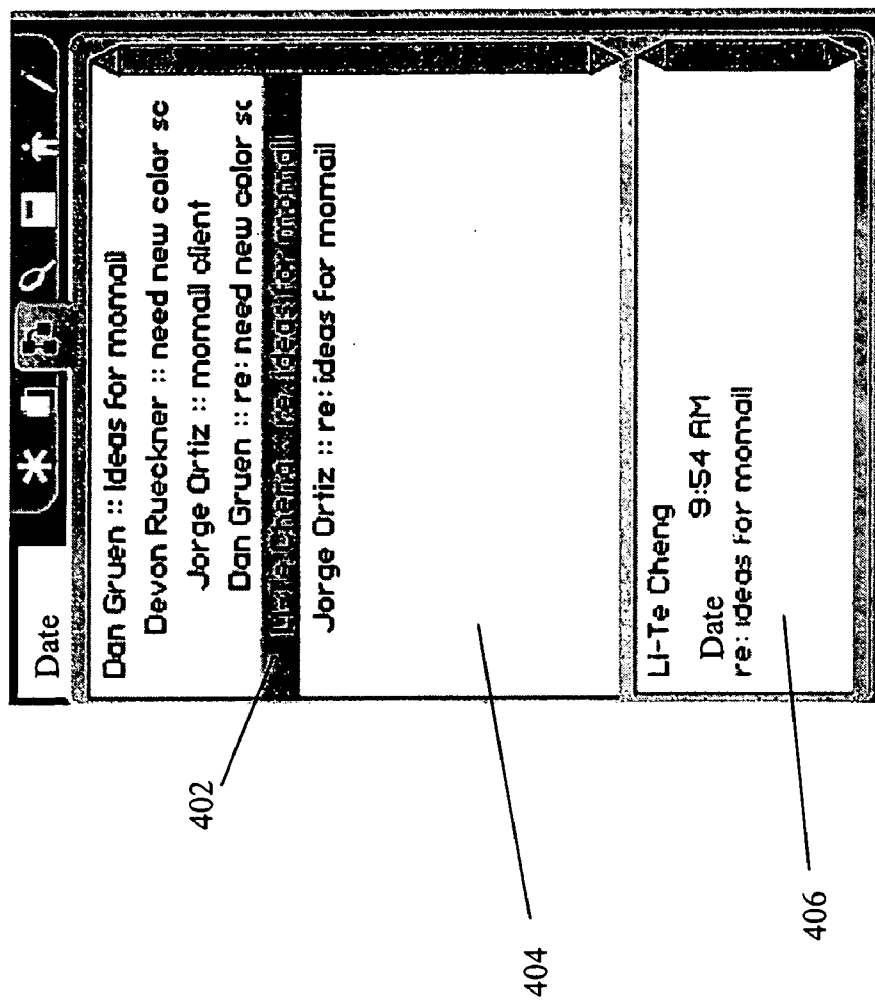 Date
Dan Gruen :: Ideas for momail
Devon Rueckner :: need new color sc
Jorge Ortiz :: momail client
Dan Gruen :: re: need new color sc
Li-Te Cheng :: re: ideas for momail
Jorge Ortiz :: re: ideas for momail
Li-Te Cheng
Date 9:54 AM
re: ideas for momail
402
404
406